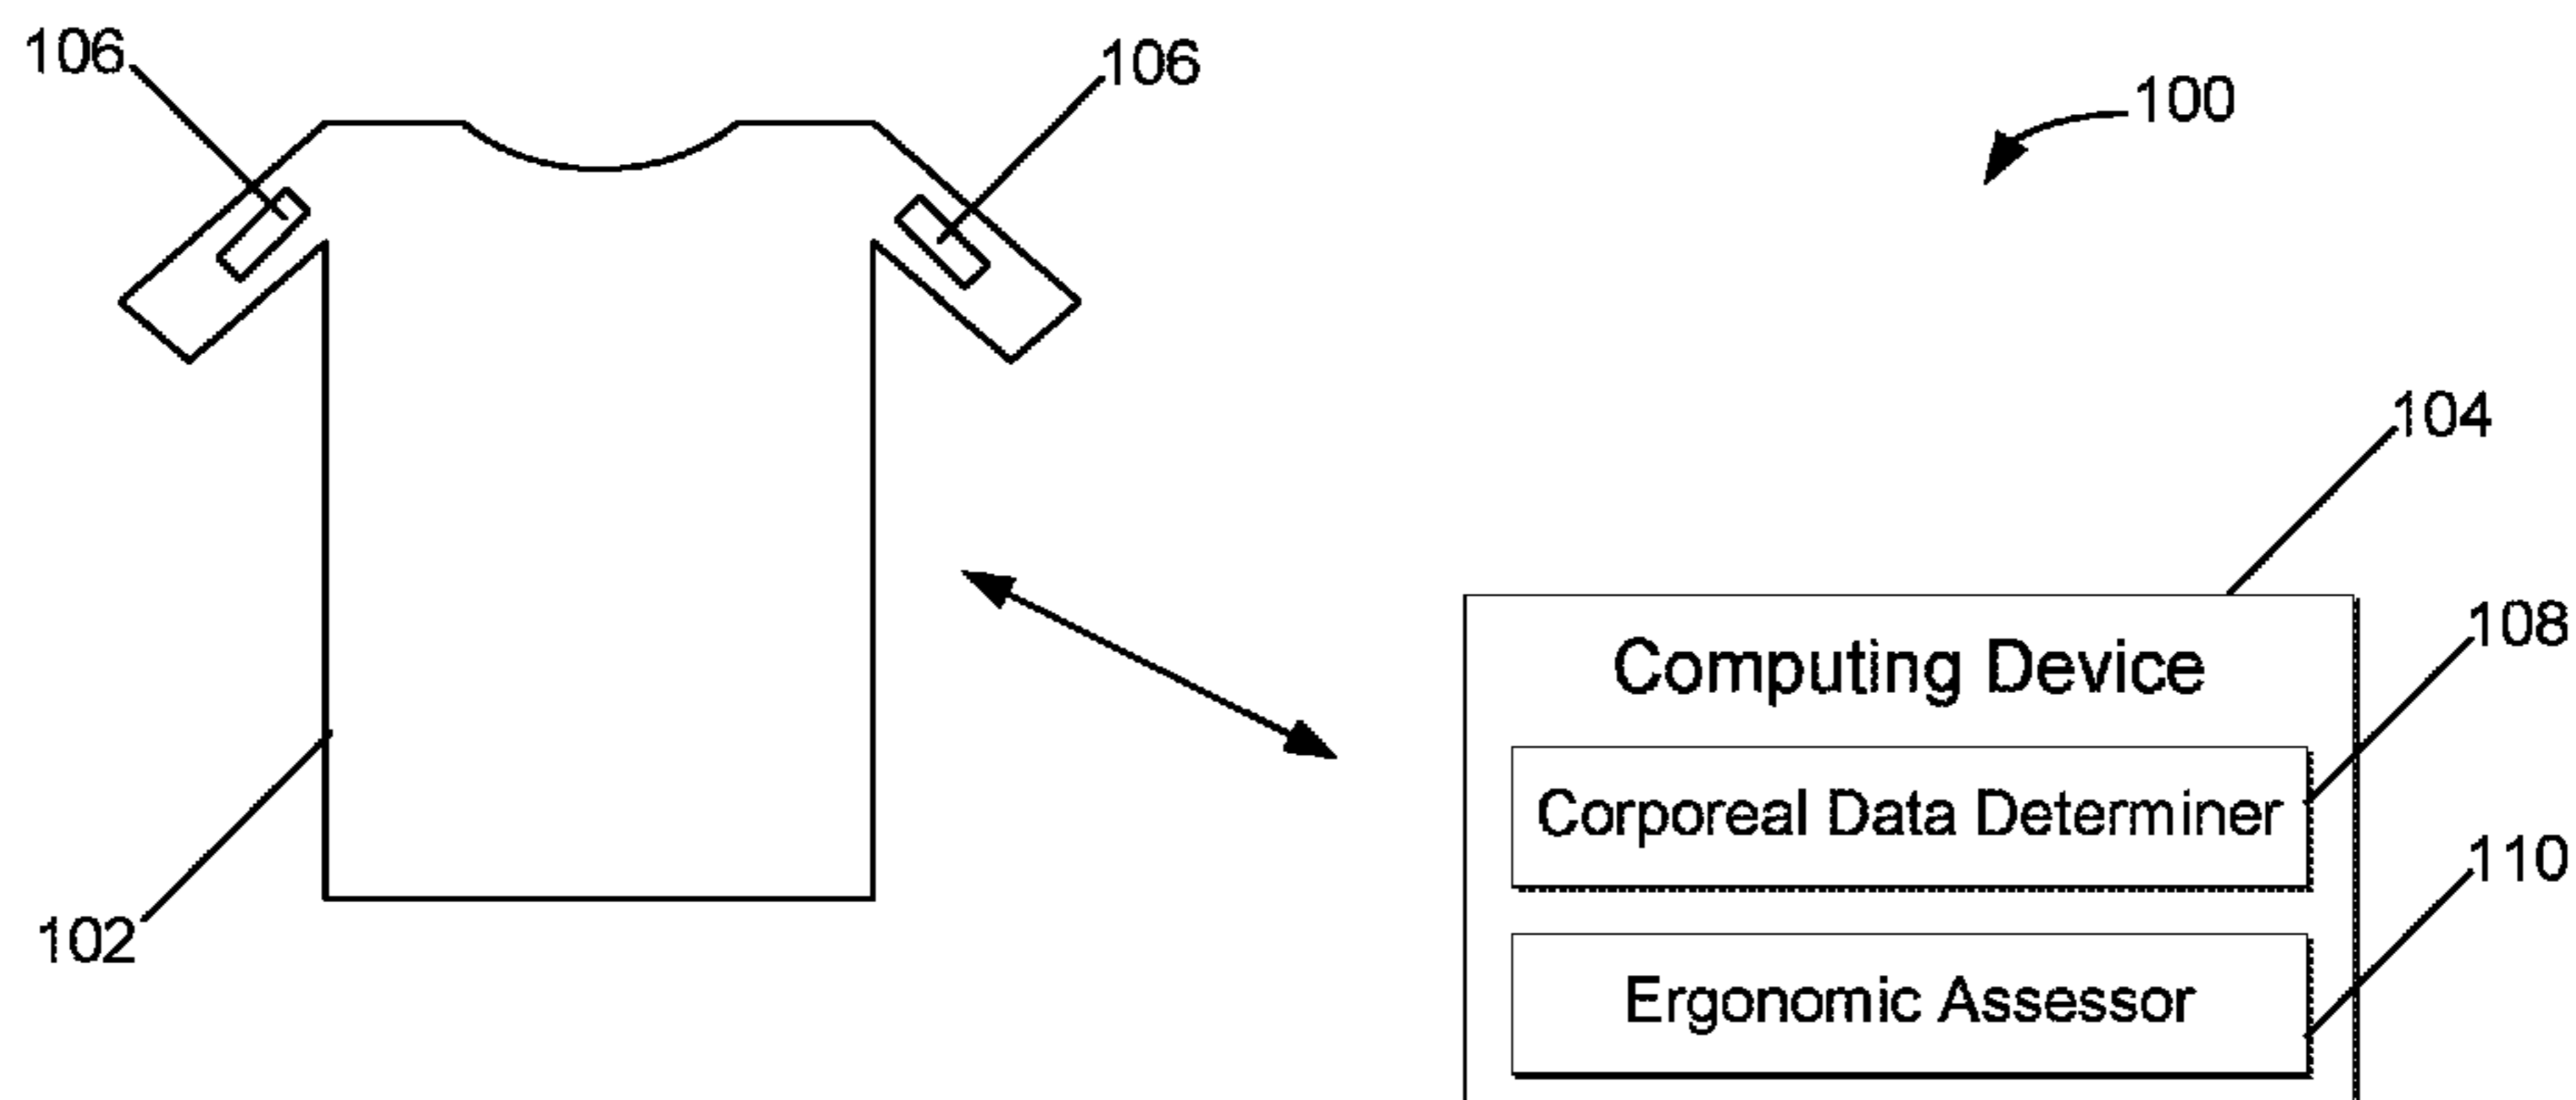 106
106
100
104
Computing Device
108
Corporeal Data Determiner
110
Ergonomic Assessor
102